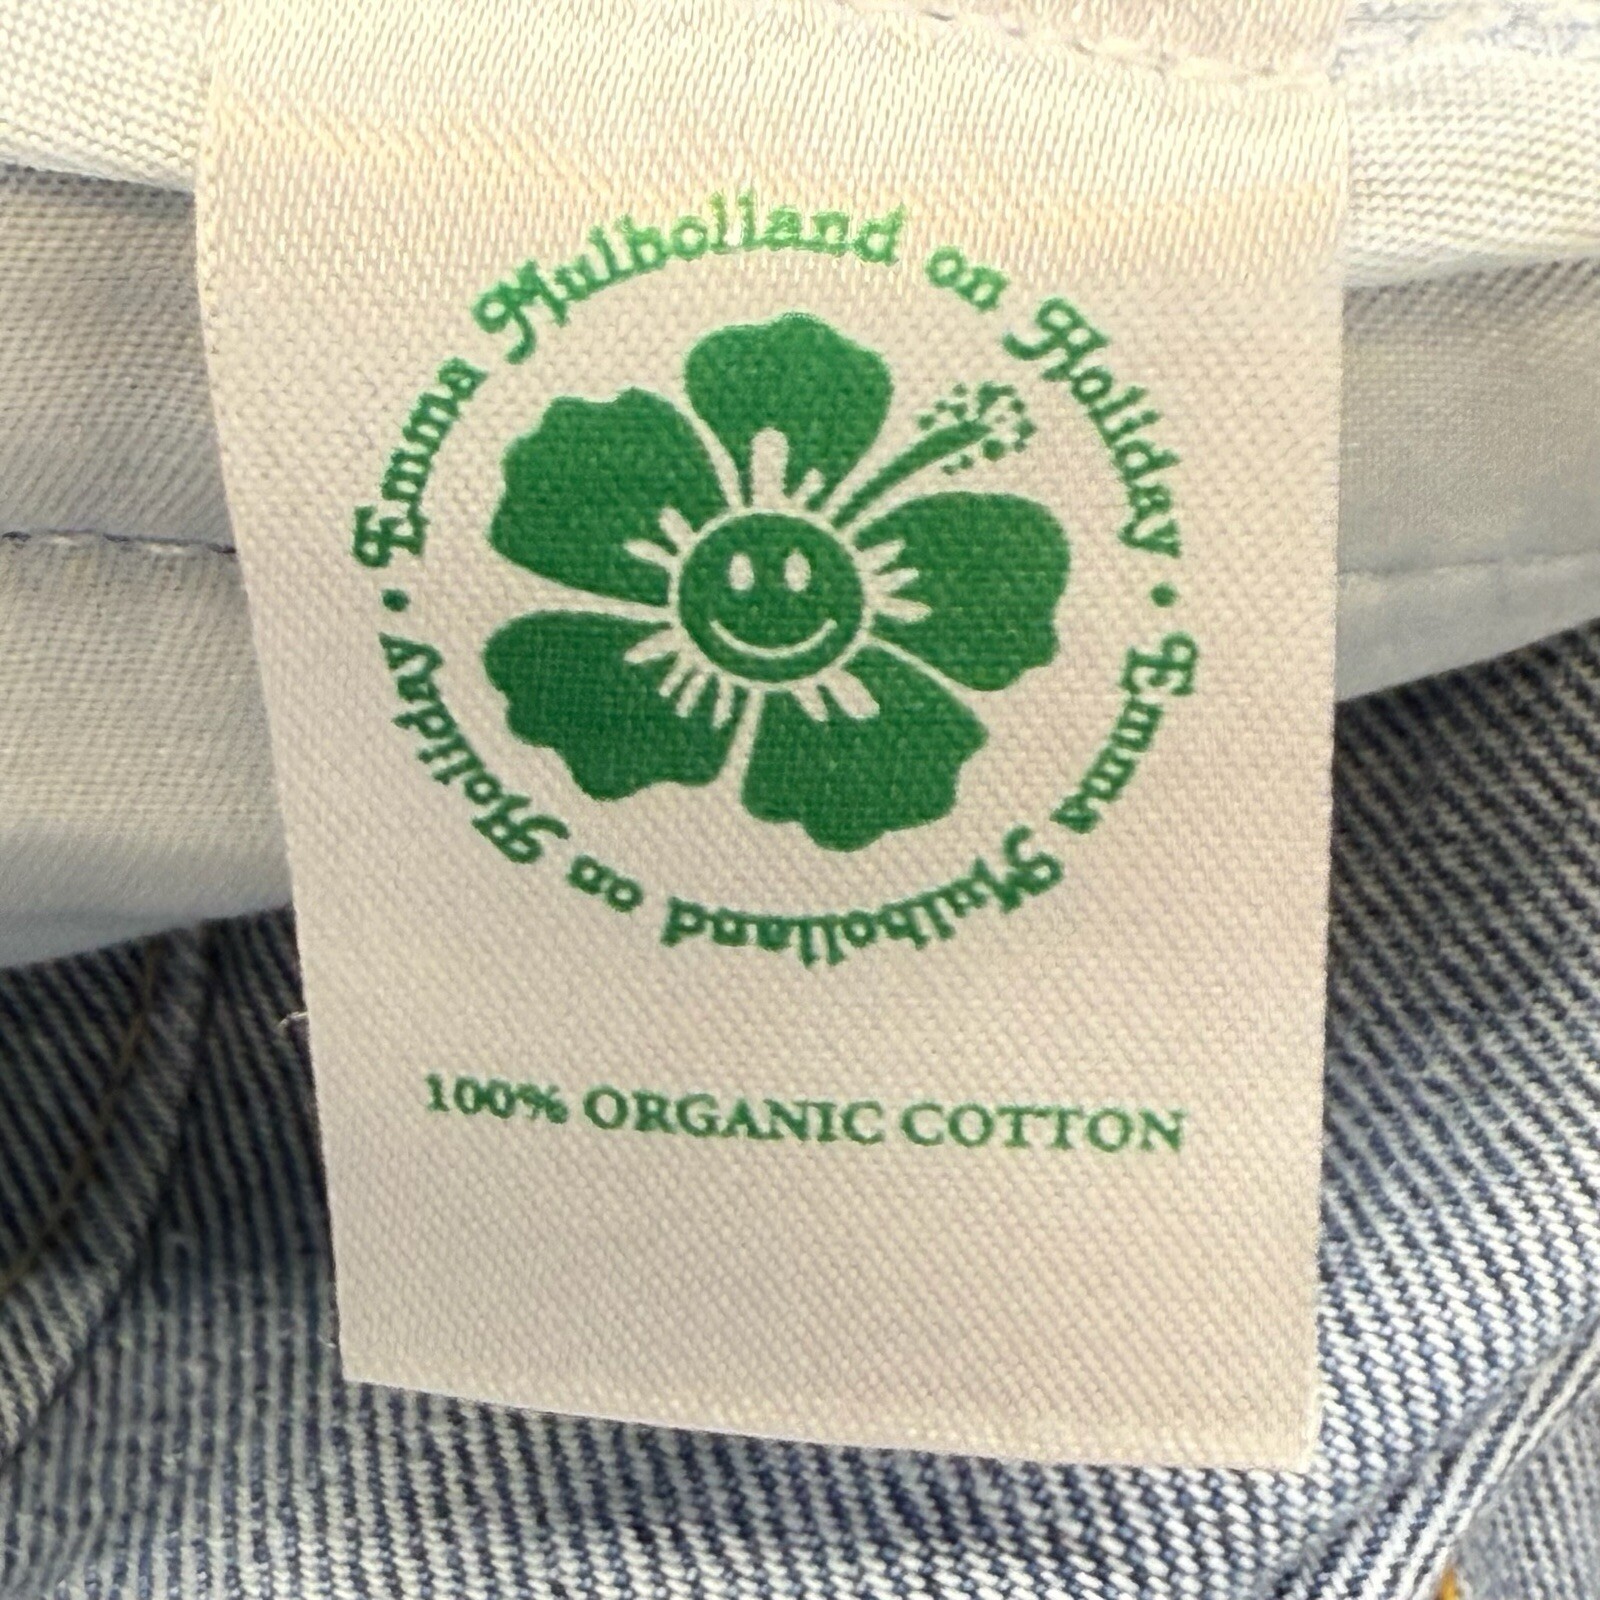 Emma Mulholland on Holiday • Emma Mulholland on Holiday •
100% ORGANIC COTTON